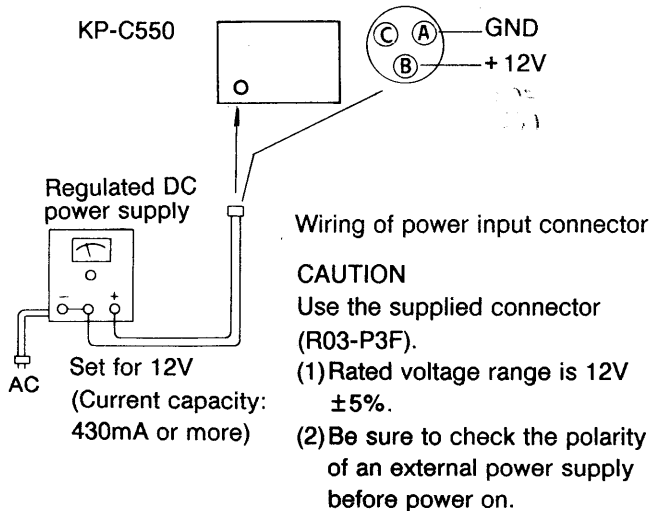 KP-C550
C A GND
B + 12V
Regulated DC
power supply
− +
AC
Set for 12V
(Current capacity:
430mA or more)
Wiring of power input connector
CAUTION
Use the supplied connector
(R03-P3F).
(1) Rated voltage range is 12V
±5%.
(2) Be sure to check the polarity
of an external power supply
before power on.